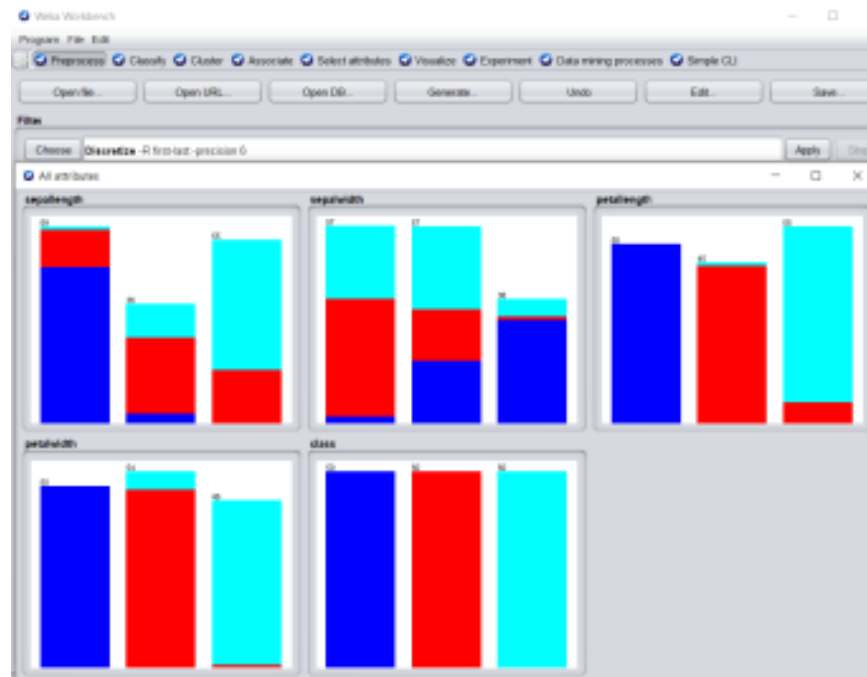 Weka Workbench
Program File Edit
Preprocess Classify Cluster Associate Select attributes Visualize Experiment Data mining processes Simple CLI
Open file... Open URL... Open DB... Generate... Undo Edit... Save...
Filter
Choose Discretize -R first-last -precision 6
Apply Stop
All attributes
sepallength sepalwidth petallength
petalwidth class